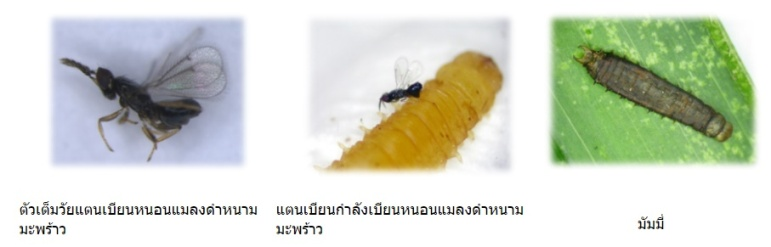 ตัวเต็มวัยแตนเบียนหนอนแมลงดำหนาม
มะพร้าว
แตนเบียนกำลังเบียนหนอนแมลงดำหนาม
มะพร้าว
มัมมี่